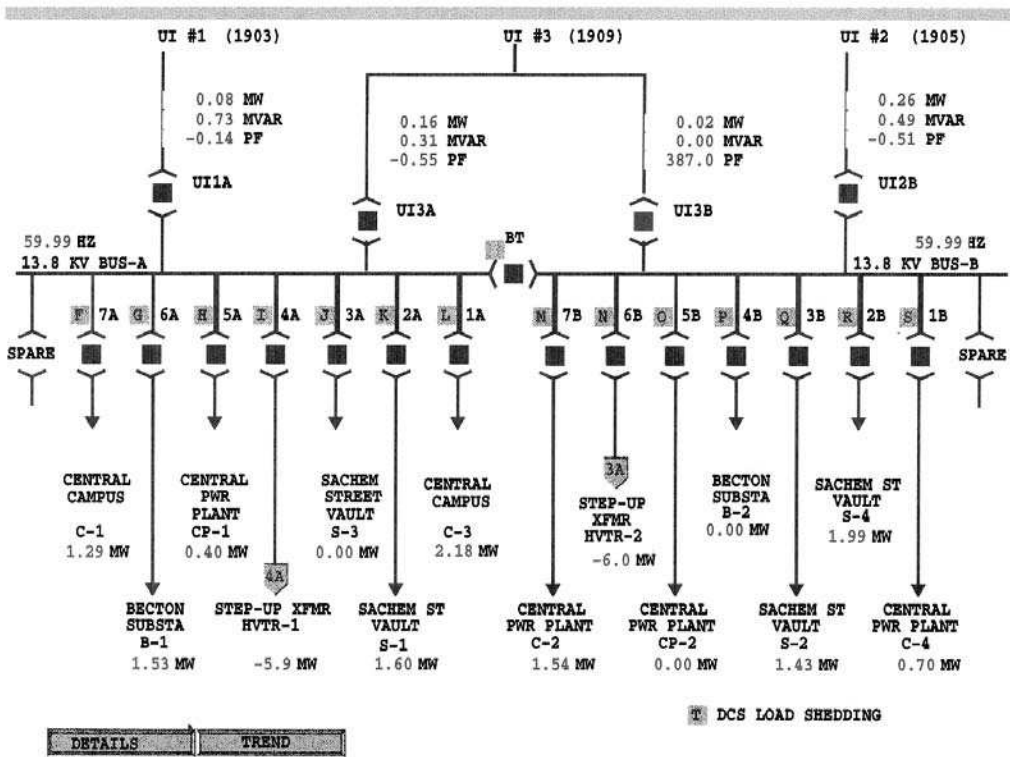 UI #1 (1903)
UI #3 (1909)
UI #2 (1905)
0.08 MW
0.73 MVAR
-0.14 PF
0.16 MW
0.31 MVAR
-0.55 PF
0.02 MW
0.00 MVAR
387.0 PF
0.26 MW
0.49 MVAR
-0.51 PF
UI1A
UI3A
UI3B
UI2B
BT
59.99 HZ
13.8 KV BUS-A
59.99 HZ
13.8 KV BUS-B
SPARE
F 7A
G 6A
H 5A
I 4A
J 3A
K 2A
L 1A
M 7B
N 6B
O 5B
P 4B
Q 3B
R 2B
S 1B
SPARE
CENTRAL
CAMPUS
C-1
1.29 MW
BECTON
SUBSTA
B-1
1.53 MW
CENTRAL
PWR
PLANT
CP-1
0.40 MW
4A
STEP-UP XFMR
HVTR-1
-5.9 MW
SACHEM
STREET
VAULT
S-3
0.00 MW
SACHEM ST
VAULT
S-1
1.60 MW
CENTRAL
CAMPUS
C-3
2.18 MW
CENTRAL
PWR PLANT
C-2
1.54 MW
3A
STEP-UP
XFMR
HVTR-2
-6.0 MW
CENTRAL
PWR PLANT
CP-2
0.00 MW
BECTON
SUBSTA
B-2
0.00 MW
SACHEM ST
VAULT
S-2
1.43 MW
SACHEM ST
VAULT
S-4
1.99 MW
CENTRAL
PWR PLANT
C-4
0.70 MW
T DCS LOAD SHEDDING
DETAILS
TREND